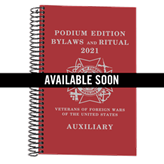 PODIUM EDITION
BYLAWS AND RITUAL
2021
AVAILABLE SOON
VETERANS OF FOREIGN WARS
OF THE UNITED STATES
AUXILIARY